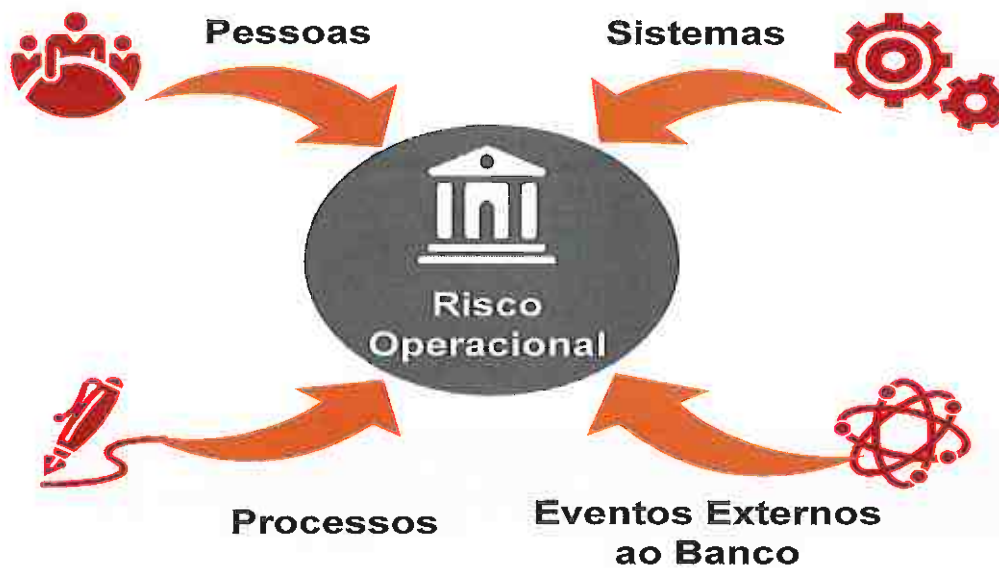 Pessoas
Sistemas
Risco
Operacional
Processos
Eventos Externos
ao Banco